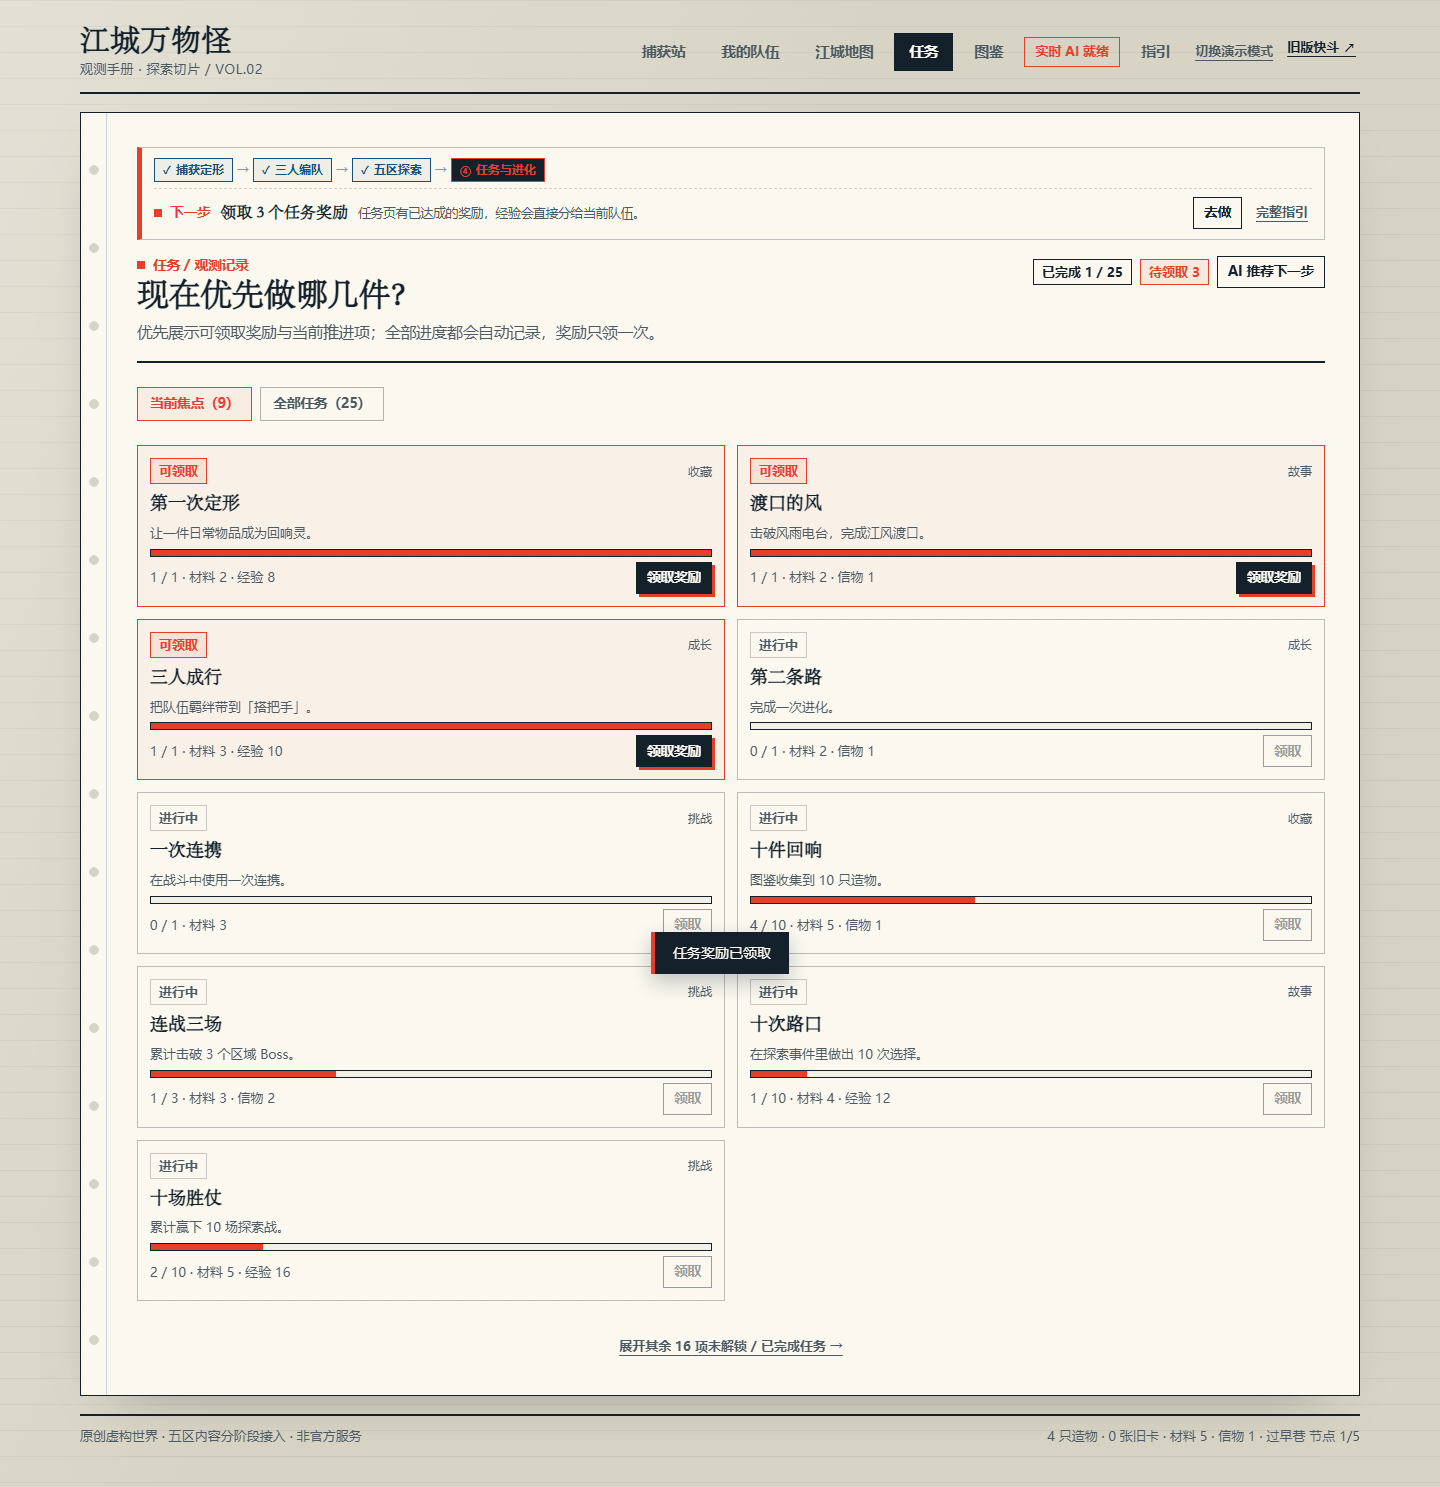 江城万物怪
观测手册 · 探索切片 / VOL.02
捕获站 我的队伍 江城地图 任务 图鉴 实时 AI 就绪 指引 切换演示模式 旧版快斗 ↗
✓ 捕获定形 → ✓ 三人编队 → ✓ 五区探索 → ④ 任务与进化
下一步 领取 3 个任务奖励 任务页有已达成的奖励，经验会直接分给当前队伍。 去做 完整指引
任务 / 观测记录
已完成 1 / 25 待领取 3 AI 推荐下一步
现在优先做哪几件？
优先展示可领取奖励与当前推进项；全部进度都会自动记录，奖励只领一次。
当前焦点（9） 全部任务（25）
可领取 收藏
第一次定形
让一件日常物品成为回响灵。
1 / 1 · 材料 2 · 经验 8 领取奖励
可领取 故事
渡口的风
击破风雨电台，完成江风渡口。
1 / 1 · 材料 2 · 信物 1 领取奖励
可领取 成长
三人成行
把队伍羁绊带到「搭把手」。
1 / 1 · 材料 3 · 经验 10 领取奖励
进行中 成长
第二条路
完成一次进化。
0 / 1 · 材料 2 · 信物 1 领取
进行中 挑战
一次连携
在战斗中使用一次连携。
0 / 1 · 材料 3 领取
进行中 收藏
十件回响
图鉴收集到 10 只造物。
4 / 10 · 材料 5 · 信物 1 领取
任务奖励已领取
进行中 挑战
连战三场
累计击破 3 个区域 Boss。
1 / 3 · 材料 3 · 信物 2 领取
进行中 故事
十次路口
在探索事件里做出 10 次选择。
1 / 10 · 材料 4 · 经验 12 领取
进行中 挑战
十场胜仗
累计赢下 10 场探索战。
2 / 10 · 材料 5 · 经验 16 领取
展开其余 16 项未解锁 / 已完成任务 →
原创虚构世界 · 五区内容分阶段接入 · 非官方服务
4 只造物 · 0 张旧卡 · 材料 5 · 信物 1 · 过早巷 节点 1/5